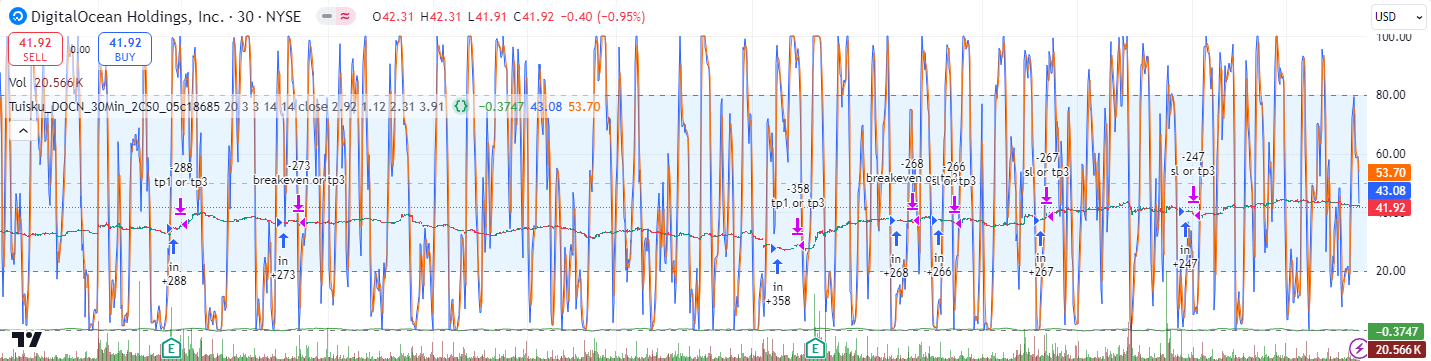 DigitalOcean Holdings, Inc. · 30 · NYSE O42.31 H42.31 L41.91 C41.92 −0.40 (−0.95%)
USD
41.92 SELL
0.00
41.92 BUY
Vol 20.566K
Tuisku_DOCN_30Min_2CS0_05c18685 20 3 3 14 14 close 2.92 1.12 2.31 3.91 −0.3747 43.08 53.70
100.00
80.00
60.00
53.70
43.08
41.92
20.00
−0.3747
20.566K
-288
tp1 or tp3
in
+288
-273
breakeven or tp3
in
+273
-358
tp1 or tp3
in
+358
-268
breakeven or tp3
in
+268
-266
sl or tp3
in
+266
-267
sl or tp3
in
+267
-247
sl or tp3
in
+247
E
E